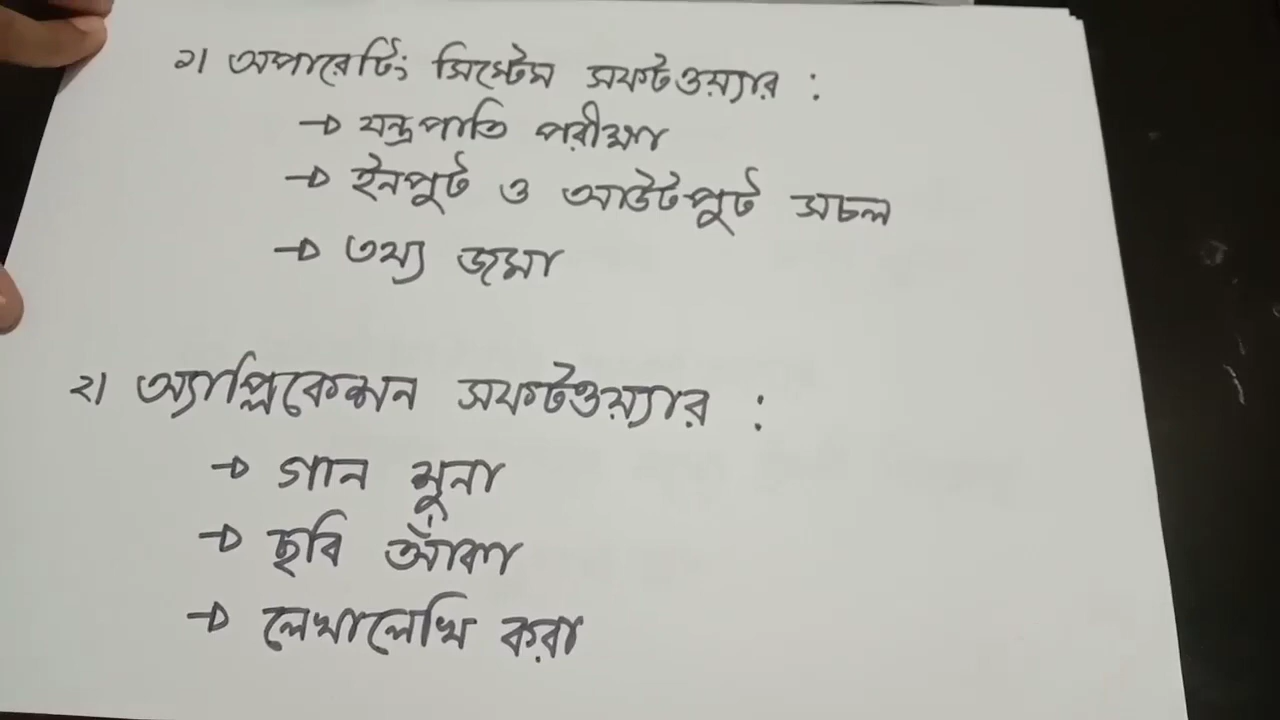 ১। অপারেটিং সিস্টেম সফটওয়্যার :
→ যন্ত্রপাতি পরীক্ষা
→ ইনপুট ও আউটপুট সচল
→ তথ্য জমা
২। অ্যাপ্লিকেশন সফটওয়্যার :
→ গান শুনা
→ ছবি আঁকা
→ লেখালেখি করা